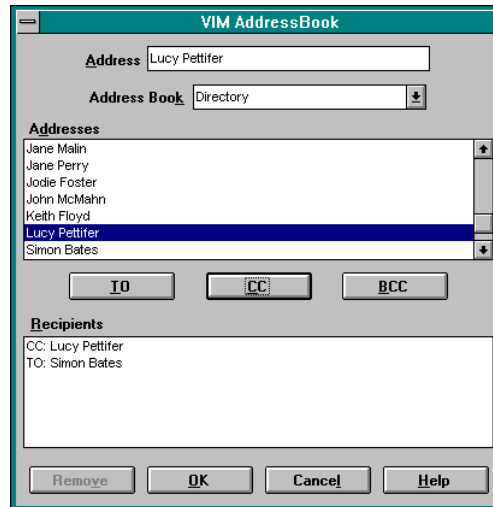 VIM AddressBook
Address Lucy Pettifer
Address Book Directory
Addresses
Jane Malin
Jane Perry
Jodie Foster
John McMahn
Keith Floyd
Lucy Pettifer
Simon Bates
TO CC BCC
Recipients
CC: Lucy Pettifer
TO: Simon Bates
Remove OK Cancel Help